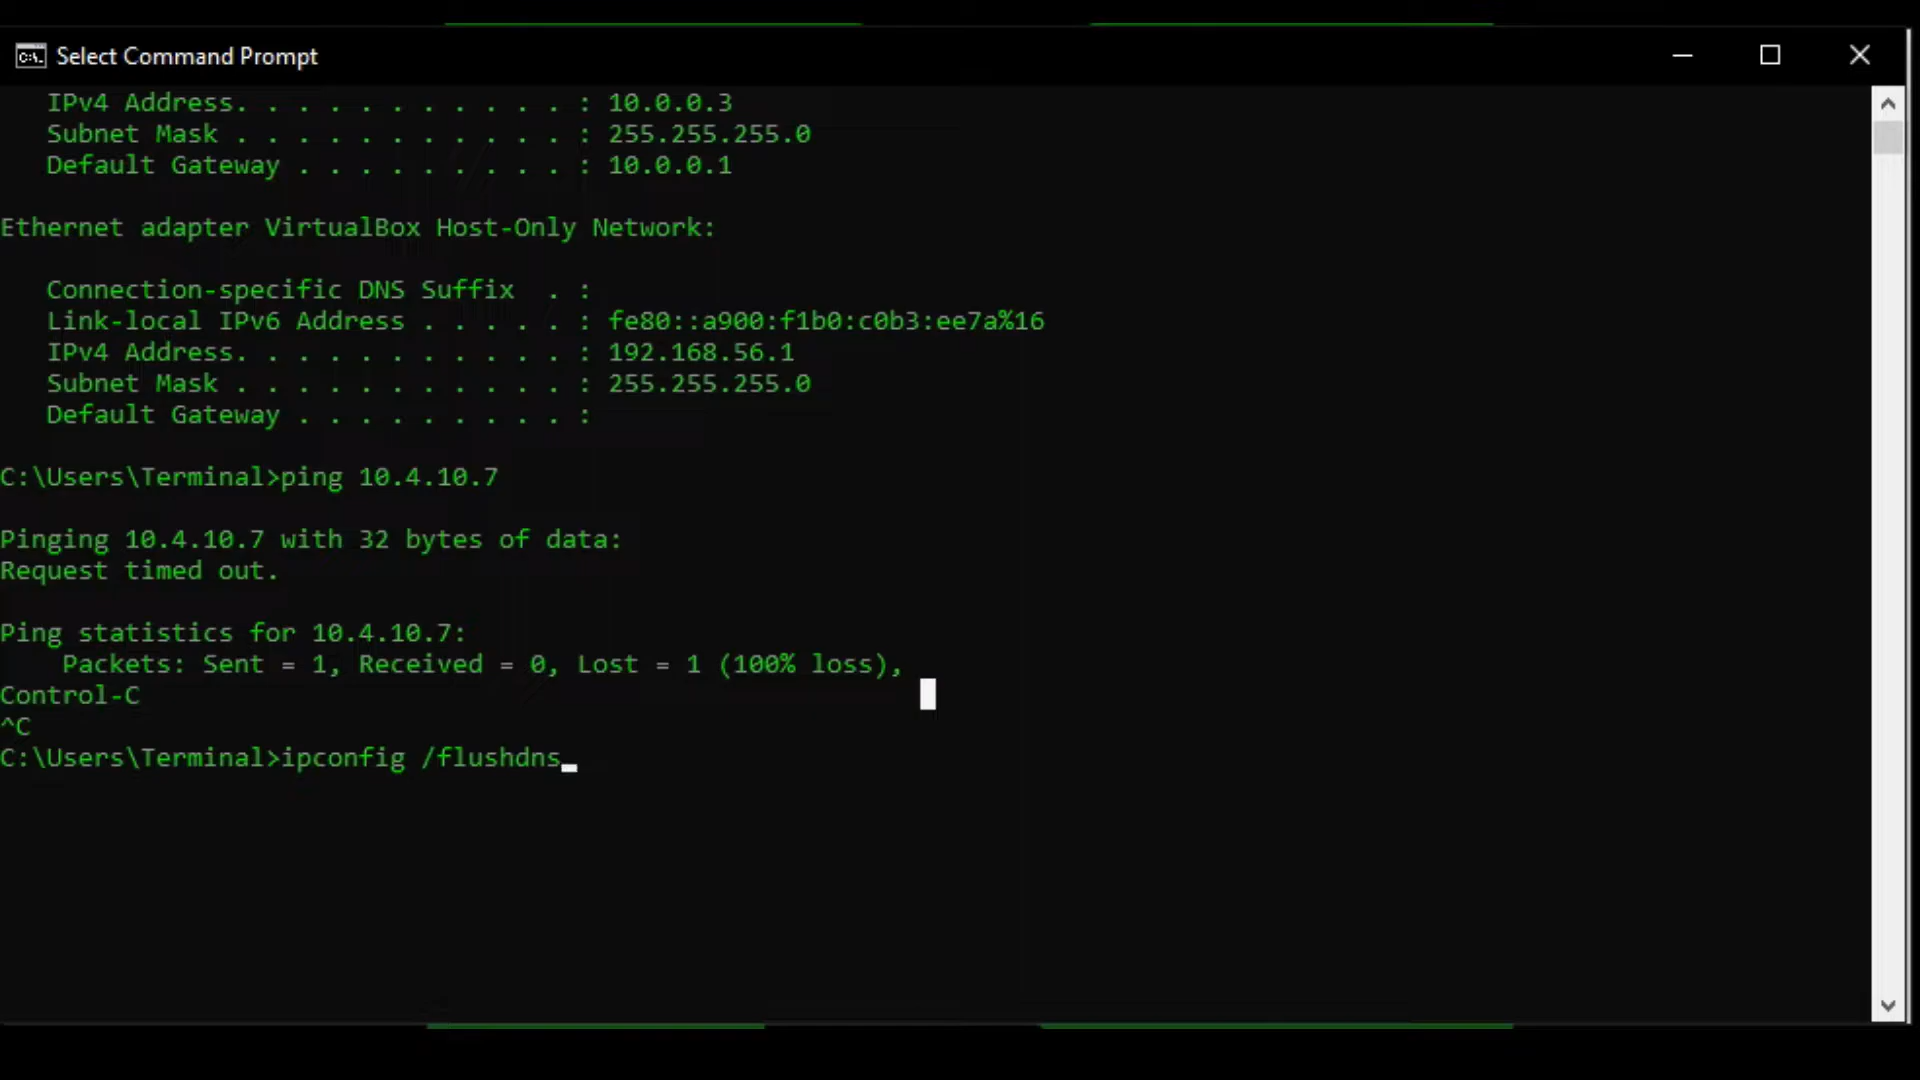 Select Command Prompt
IPv4 Address. . . . . . . . . . . : 10.0.0.3
Subnet Mask . . . . . . . . . . . : 255.255.255.0
Default Gateway . . . . . . . . . : 10.0.0.1
Ethernet adapter VirtualBox Host-Only Network:
Connection-specific DNS Suffix  . :
Link-local IPv6 Address . . . . . : fe80::a900:f1b0:c0b3:ee7a%16
IPv4 Address. . . . . . . . . . . : 192.168.56.1
Subnet Mask . . . . . . . . . . . : 255.255.255.0
Default Gateway . . . . . . . . . :
C:\Users\Terminal>ping 10.4.10.7
Pinging 10.4.10.7 with 32 bytes of data:
Request timed out.
Ping statistics for 10.4.10.7:
Packets: Sent = 1, Received = 0, Lost = 1 (100% loss),
Control-C
^C
C:\Users\Terminal>ipconfig /flushdns